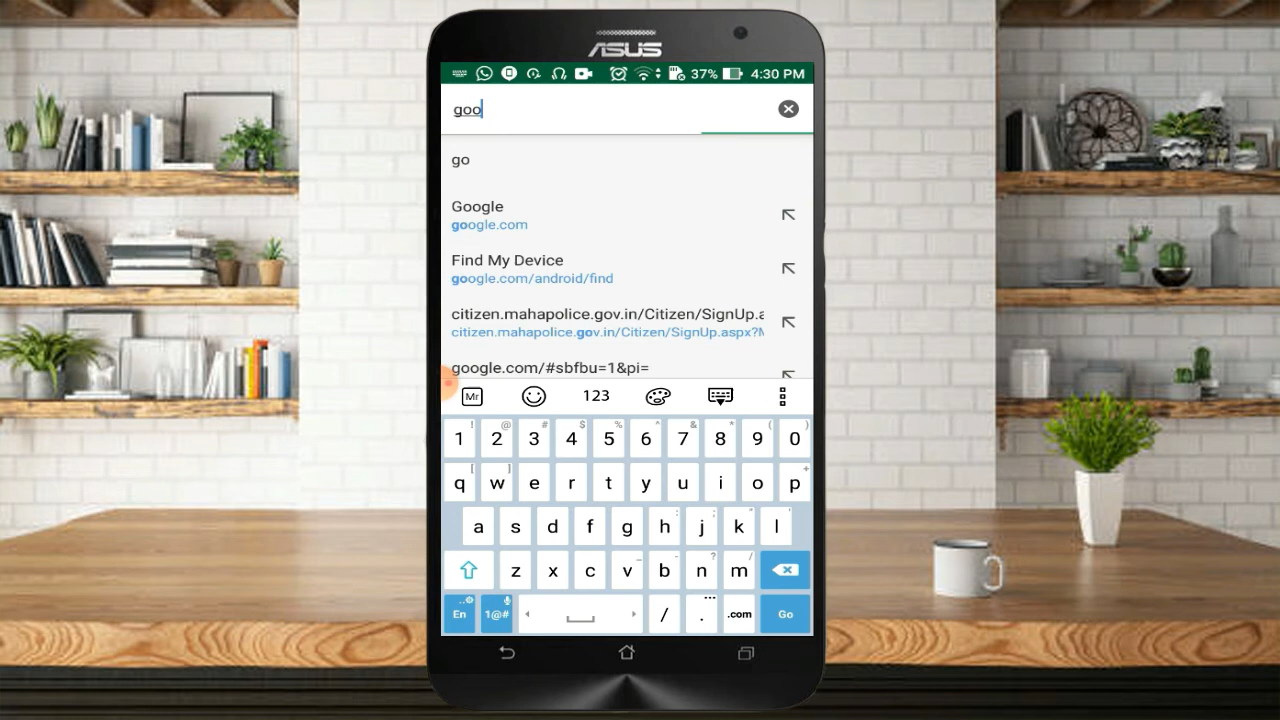 ASUS
37% 4:30 PM
goo
go
Google
google.com
Find My Device
google.com/android/find
citizen.mahapolice.gov.in/Citizen/SignUp.a
citizen.mahapolice.gov.in/Citizen/SignUp.aspx?M
google.com/#sbfbu=1&pi=
Mr 123
! @ # $ % ^ & * ( )
1 2 3 4 5 6 7 8 9 0
[ ] +
q w e r t y u i o p
: ; " '
a s d f g h j k l
_ - ? /
z x c v b n m
En 1@# / . .com Go